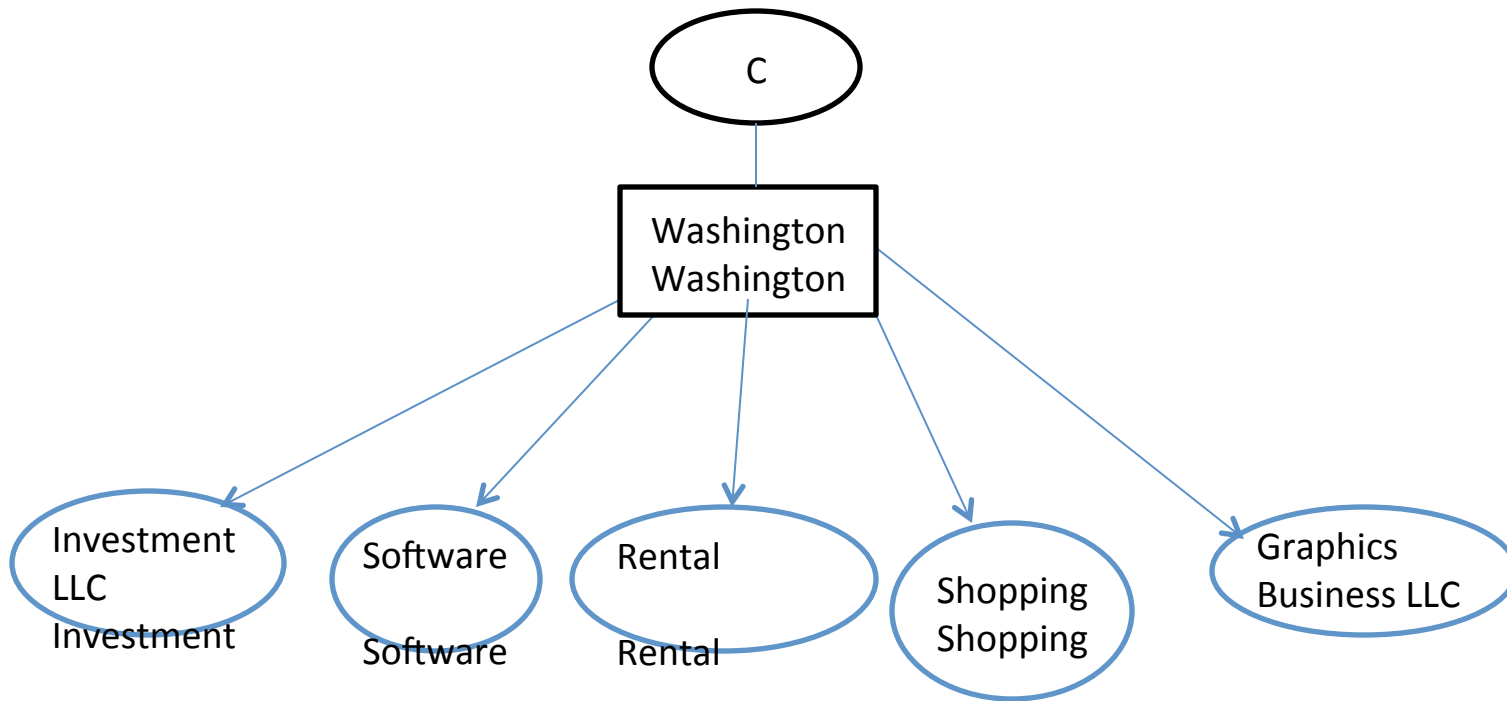 C
Washington
Washington
Investment
LLC
Investment
Software
Software
Rental
Rental
Shopping
Shopping
Graphics
Business LLC